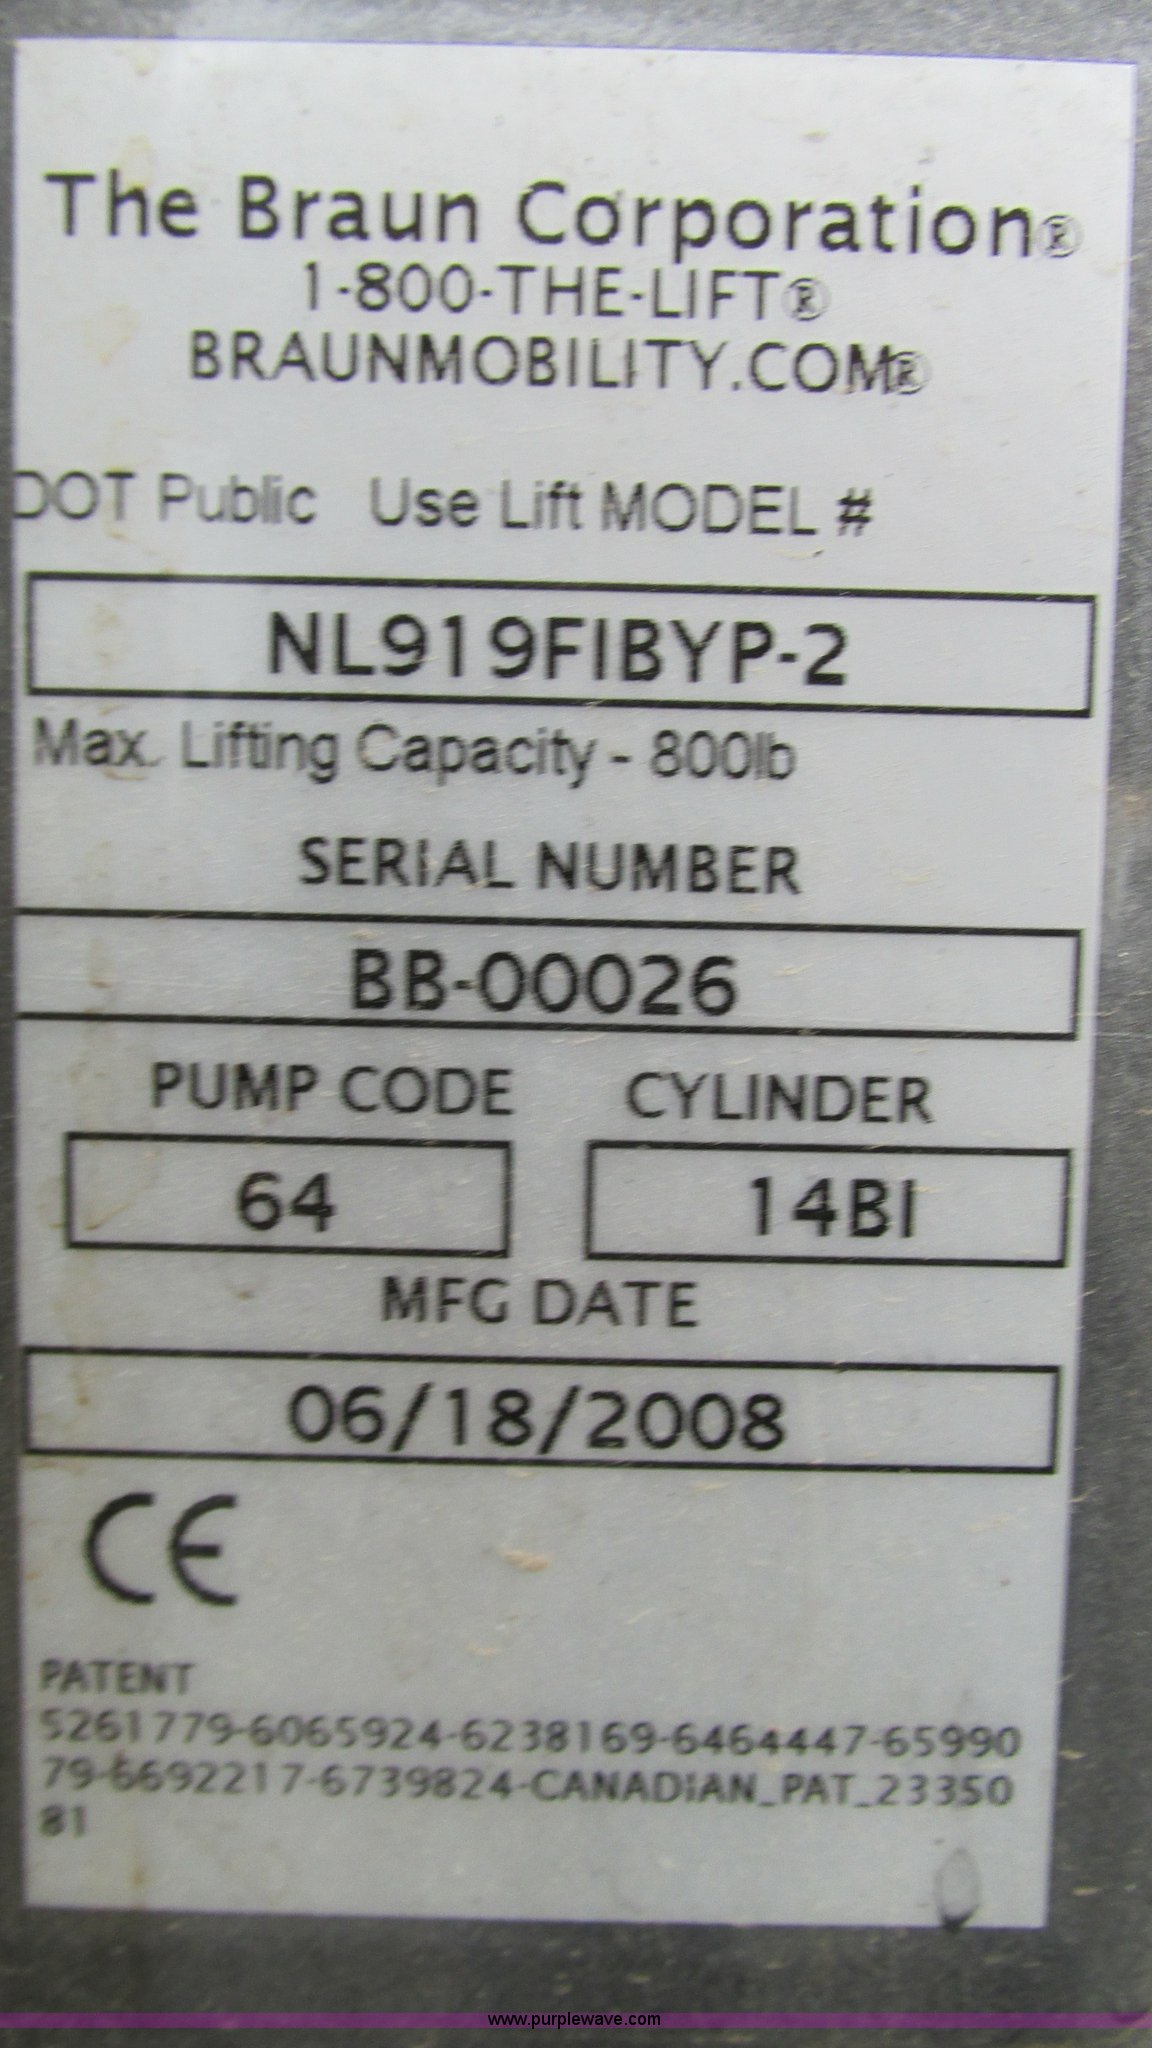 The Braun Corporation®
1-800-THE-LIFT®
BRAUNMOBILITY.COM®
DOT Public Use Lift MODEL #
NL919FIBYP-2
Max. Lifting Capacity - 800lb
SERIAL NUMBER
BB-00026
PUMP CODE CYLINDER
64 14BI
MFG DATE
06/18/2008
CE
PATENT
5261779-6065924-6238169-6464447-65990
79-6692217-6739824-CANADIAN_PAT_23350
81
www.purplewave.com